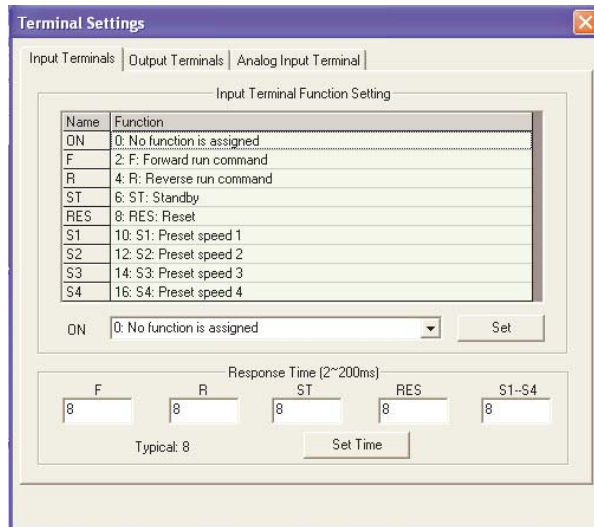 Terminal Settings
Input Terminals Output Terminals Analog Input Terminal
Input Terminal Function Setting
Name Function
ON 0: No function is assigned
F 2: F: Forward run command
R 4: R: Reverse run command
ST 6: ST: Standby
RES 8: RES: Reset
S1 10: S1: Preset speed 1
S2 12: S2: Preset speed 2
S3 14: S3: Preset speed 3
S4 16: S4: Preset speed 4
ON 0: No function is assigned Set
Response Time (2~200ms)
F R ST RES S1--S4
8 8 8 8 8
Typical: 8 Set Time